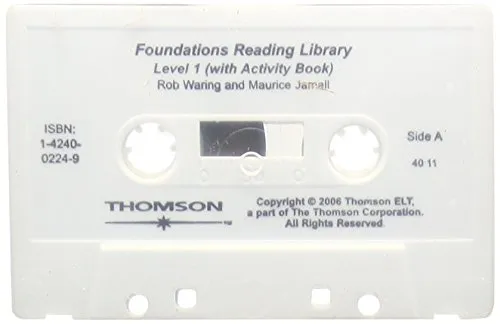 Foundations Reading Library
Level 1 (with Activity Book)
Rob Waring and Maurice Jamall
ISBN:
1-4240-
0224-9
Side A
40 11
THOMSON
Copyright © 2006 Thomson ELT,
a part of The Thomson Corporation.
All Rights Reserved.